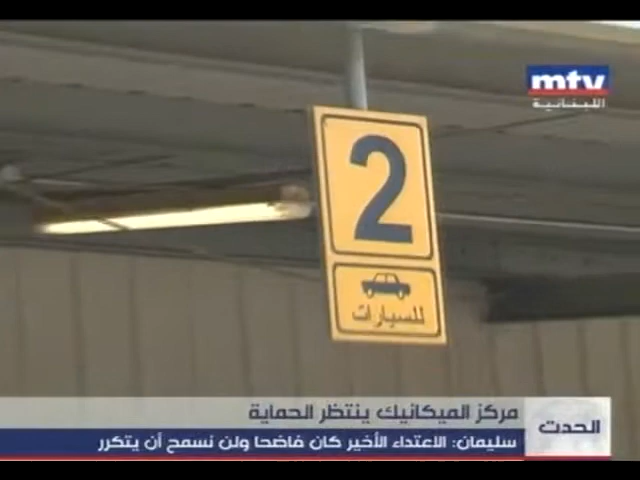 mtv
اللبنانية
2
للسيارات
مركز الميكانيك ينتظر الحماية
الحدث
سليمان: الاعتداء الأخير كان فاضحا ولن نسمح أن يتكرر